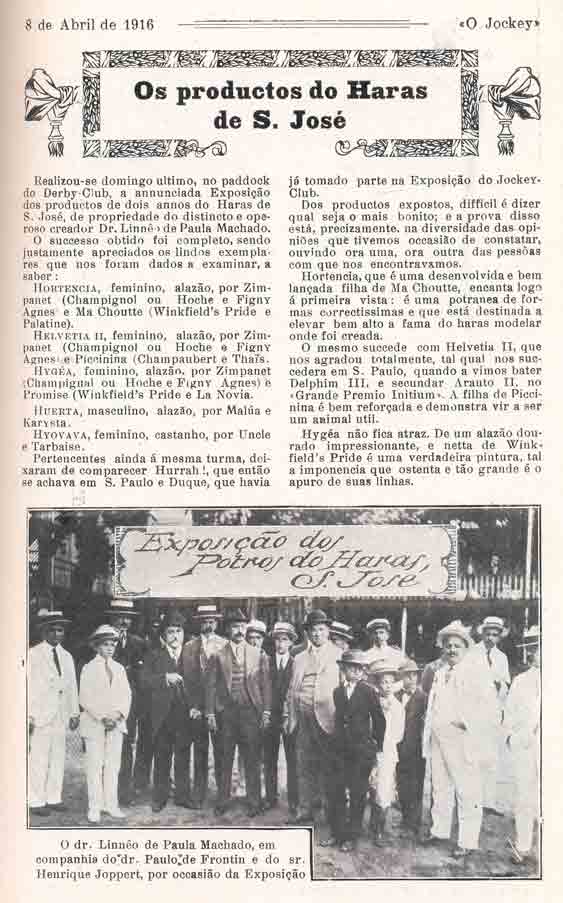 8 de Abril de 1916
«O Jockey»
Os productos do Haras
de S. José
Realizou-se domingo ultimo, no paddock
do Derby-Club, a annunciada Exposição
dos productos de dois annos do Haras de
S. José, de propriedade do distincto e ope-
roso creador Dr. Linnêo de Paula Machado.
O successo obtido foi completo, sendo
justamente apreciados os lindos exempla-
res que nos foram dados a examinar, a
saber:
HORTENCIA, feminino, alazão, por Zim-
panet (Champignol ou Hoche e Figny
Agnes) e Ma Choutte (Winkfield's Pride e
Palatine).
HELVETIA II, feminino, alazão, por Zim-
panet (Champignol ou Hoche e Figny
Agnes) e Piccinina (Champaubert e Thaïs.
HYGÉA, feminino, alazão, por Zimpanet
(Champignal ou Hoche e Figny Agnes) e
Promise (Winkfield's Pride e La Novia.
HUERTA, masculino, alazão, por Malúa e
Karysta.
HYOVAVA, feminino, castanho, por Uncle
e Tarbaise.
Pertencentes ainda á mesma turma, dei-
xaram de comparecer Hurrah!, que então
se achava em S. Paulo e Duque, que havia
já tomado parte na Exposição do Jockey-
Club.
Dos productos expostos, difficil é dizer
qual seja o mais bonito; e a prova disso
está, precizamente, na diversidade das opi-
niões que tivemos occasião de constatar,
ouvindo ora uma, ora outra das pessôas
com que nos encontravamos.
Hortencia, que é uma desenvolvida e bem
lançada filha de Ma Choutte, encanta logo
á primeira vista: é uma potranca de for-
mas correctissimas e que está destinada a
elevar bem alto a fama do haras modelar
onde foi creada.
O mesmo succede com Helvetia II, que
nos agradou totalmente, tal qual nos suc-
cedera em S. Paulo, quando a vimos bater
Delphim III, e secundar Arauto II, no
«Grande Premio Initium». A filha de Picci-
nina é bem reforçada e demonstra vir a ser
um animal util.
Hygéa não fica atraz. De um alazão dou-
rado impressionante, e netta de Wink-
field's Pride é uma verdadeira pintura, tal
a imponencia que ostenta e tão grande é o
apuro de suas linhas.
Exposição dos
Potros do Haras,
S. José
O dr. Linnêo de Paula Machado, em
companhia do dr. Paulo de Frontin e do sr.
Henrique Joppert, por occasião da Exposição